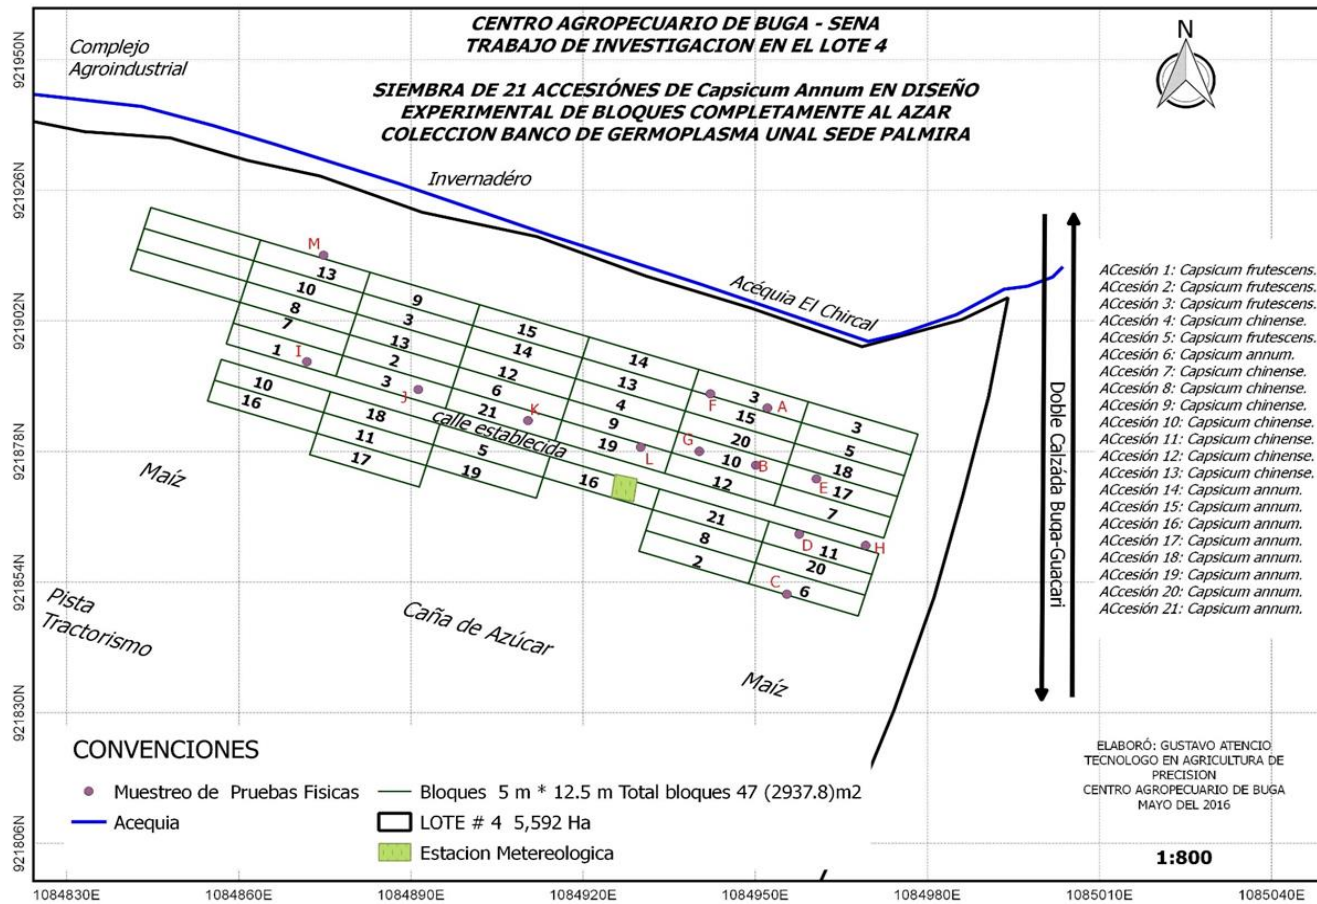 CENTRO AGROPECUARIO DE BUGA - SENA
TRABAJO DE INVESTIGACION EN EL LOTE 4
SIEMBRA DE 21 ACCESIÓNES DE Capsicum Annum EN DISEÑO
EXPERIMENTAL DE BLOQUES COMPLETAMENTE AL AZAR
COLECCION BANCO DE GERMOPLASMA UNAL SEDE PALMIRA
N
Complejo
Agroindustrial
Invernadéro
Acéquia El Chircal
921950N
921926N
921902N
921878N
921854N
921830N
921806N
M
13
10
8
7
1
I
9
3
13
2
3
J
15
14
12
6
21
K
14
13
4
9
19
L
F
3
A
15
20
G
10
B
12
3
5
18
17
E
7
calle establecida
10
16
18
11
17
5
19
16
21
8
2
D
11
H
20
C
6
Maíz
Pista
Tractorismo
Caña de Azúcar
Maíz
Doble Calzáda Buga-Guacari
ACcesión 1: Capsicum frutescens.
ACcesión 2: Capsicum frutescens.
ACcesión 3: Capsicum frutescens.
ACcesión 4: Capsicum chinense.
ACcesión 5: Capsicum frutescens.
ACcesión 6: Capsicum annum.
ACcesión 7: Capsicum chinense.
ACcesión 8: Capsicum chinense.
ACcesión 9: Capsicum chinense.
ACcesión 10: Capsicum chinense.
ACcesión 11: Capsicum chinense.
ACcesión 12: Capsicum chinense.
ACcesión 13: Capsicum chinense.
ACcesión 14: Capsicum annum.
ACcesión 15: Capsicum annum.
ACcesión 16: Capsicum annum.
ACcesión 17: Capsicum annum.
ACcesión 18: Capsicum annum.
ACcesión 19: Capsicum annum.
ACcesión 20: Capsicum annum.
ACcesión 21: Capsicum annum.
CONVENCIONES
Muestreo de Pruebas Fisicas
Bloques 5 m * 12.5 m Total bloques 47 (2937.8)m2
Acequia
LOTE # 4 5,592 Ha
Estacion Metereologica
ELABORÓ: GUSTAVO ATENCIO
TECNOLOGO EN AGRICULTURA DE
PRECISION
CENTRO AGROPECUARIO DE BUGA
MAYO DEL 2016
1:800
1084830E
1084860E
1084890E
1084920E
1084950E
1084980E
1085010E
1085040E